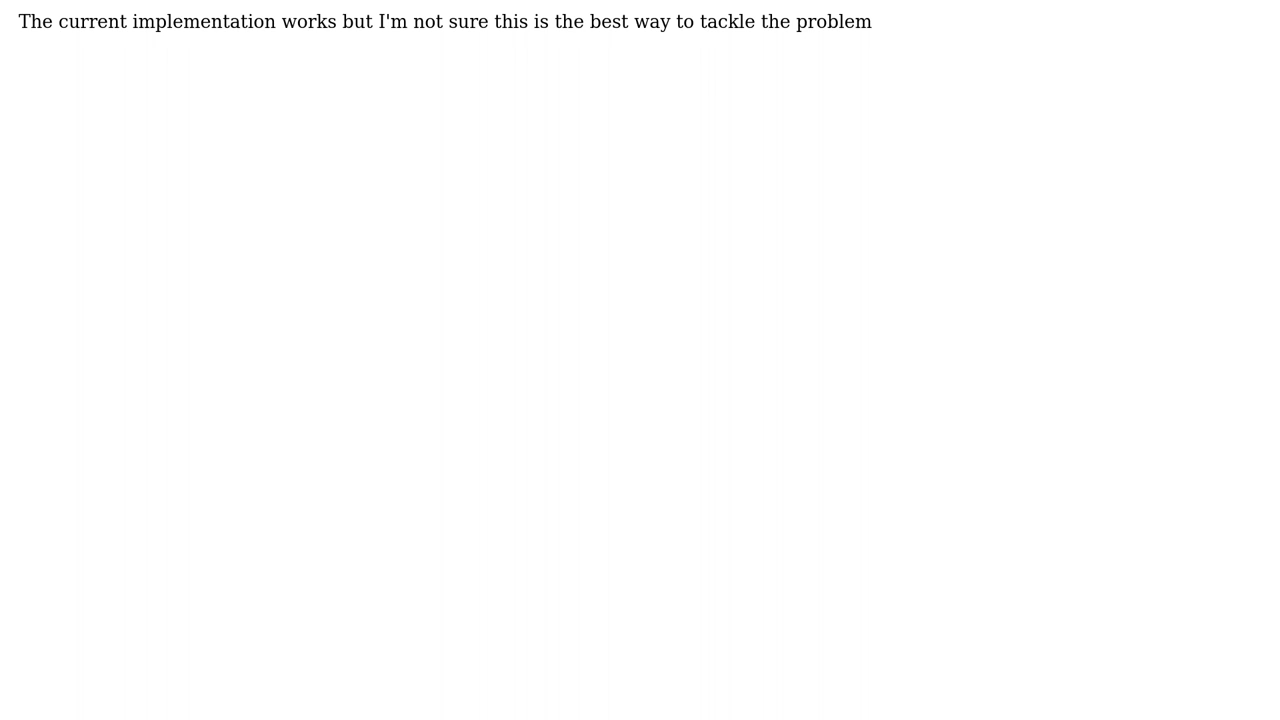 The current implementation works but I'm not sure this is the best way to tackle the problem